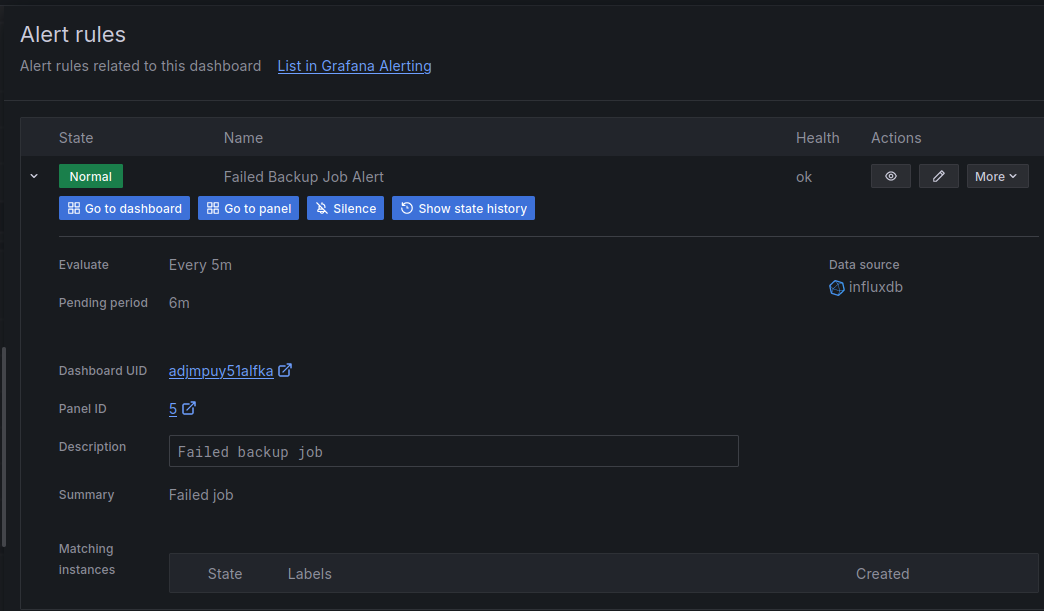 Alert rules
Alert rules related to this dashboard List in Grafana Alerting
State Name Health Actions
Normal Failed Backup Job Alert ok More
Go to dashboard Go to panel Silence Show state history
Evaluate Every 5m Data source
influxdb
Pending period 6m
Dashboard UID adjmpuy51alfka
Panel ID 5
Description Failed backup job
Summary Failed job
Matching
instances
State Labels Created